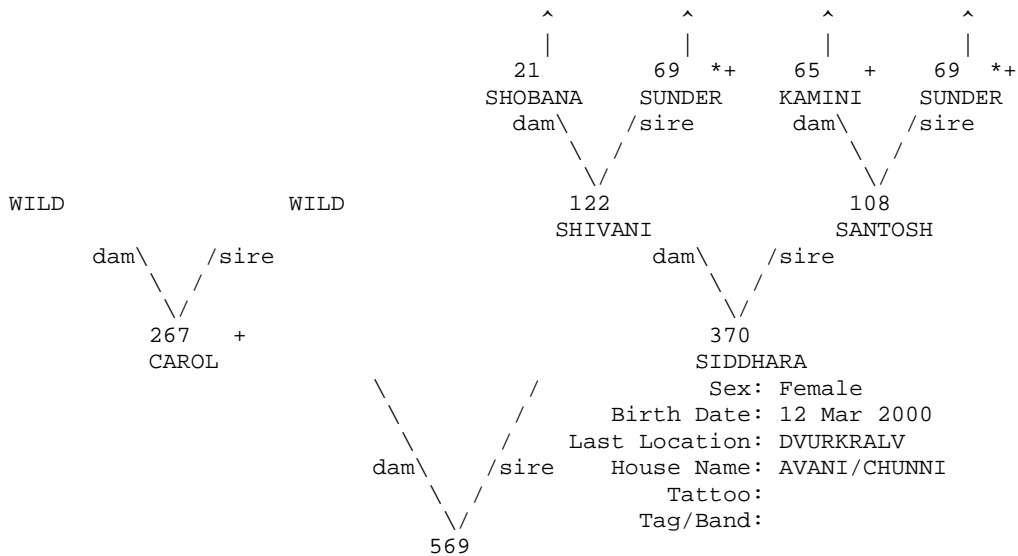 ^ ^ ^ ^
| | | |
21 69 *+ 65 + 69 *+
SHOBANA SUNDER KAMINI SUNDER
dam\ /sire dam\ /sire
\ / \ /
\/ \/
WILD WILD 122 108
SHIVANI SANTOSH
dam\ /sire dam\ /sire
\ / \ /
\/ \/
267 + 370
CAROL SIDDHARA
\ / Sex: Female
\ / Birth Date: 12 Mar 2000
\ / Last Location: DVURKRALV
dam\ /sire House Name: AVANI/CHUNNI
\ / Tattoo:
\/ Tag/Band:
569